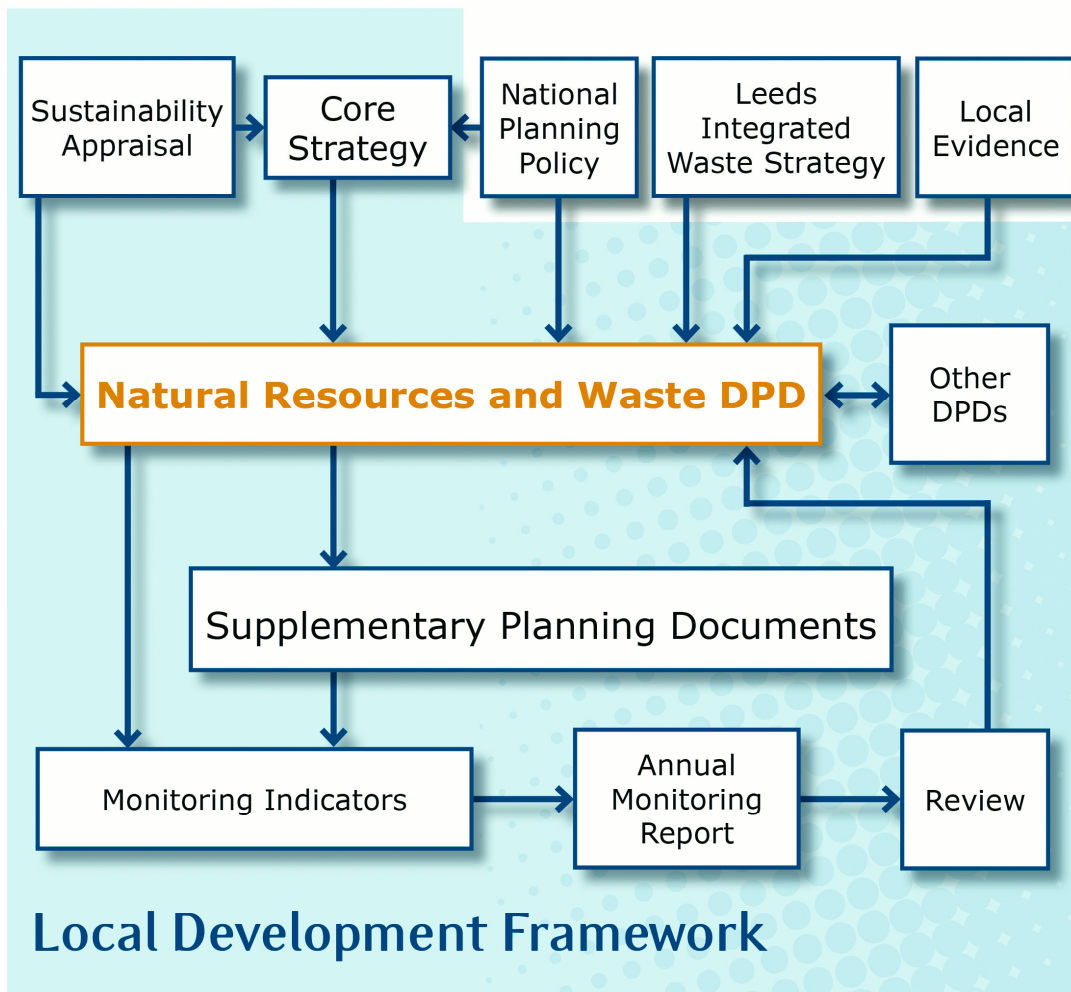 Sustainability
Appraisal
Core
Strategy
National
Planning
Policy
Leeds
Integrated
Waste Strategy
Local
Evidence
Natural Resources and Waste DPD
Other
DPDs
Supplementary Planning Documents
Monitoring Indicators
Annual
Monitoring
Report
Review
Local Development Framework